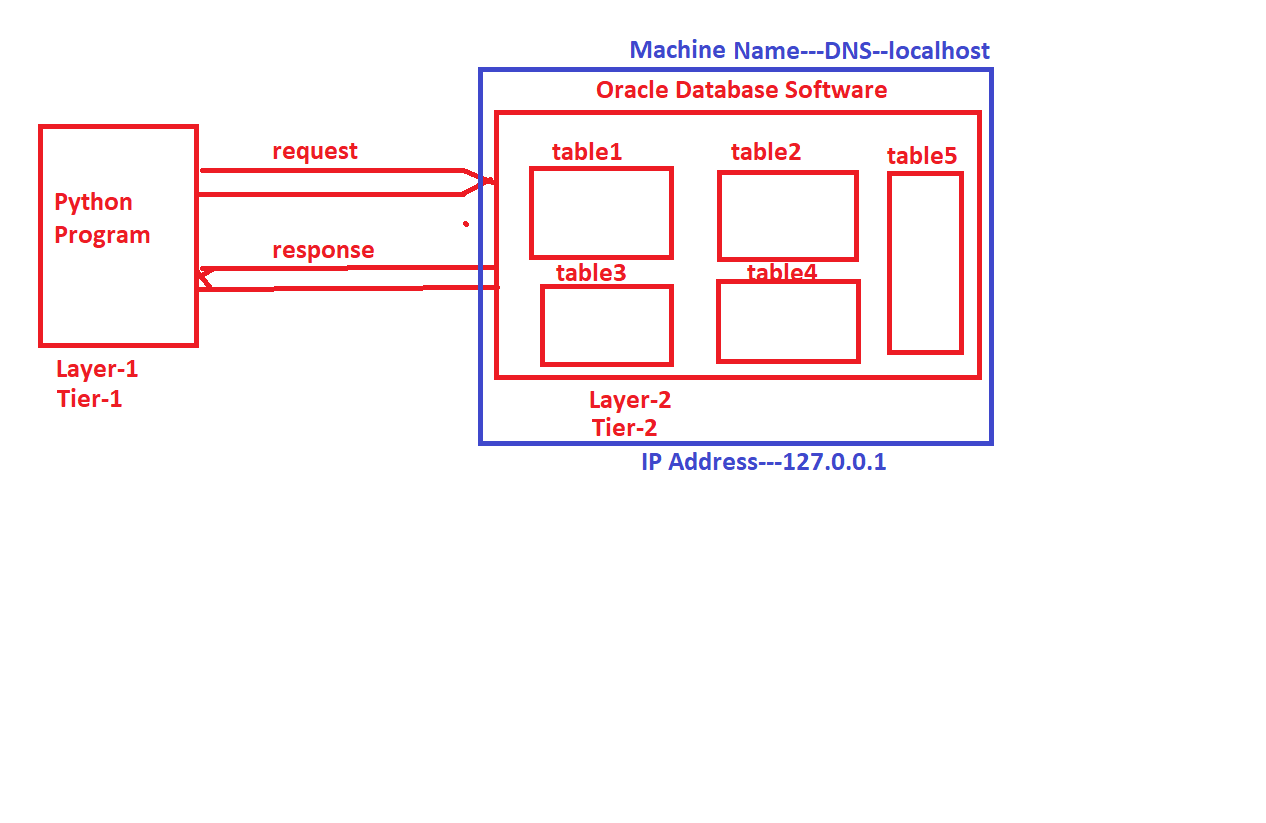 Machine Name---DNS--localhost
Oracle Database Software
request
table1
table2
table5
Python
Program
response
table3
table4
Layer-1
Tier-1
Layer-2
Tier-2
IP Address---127.0.0.1